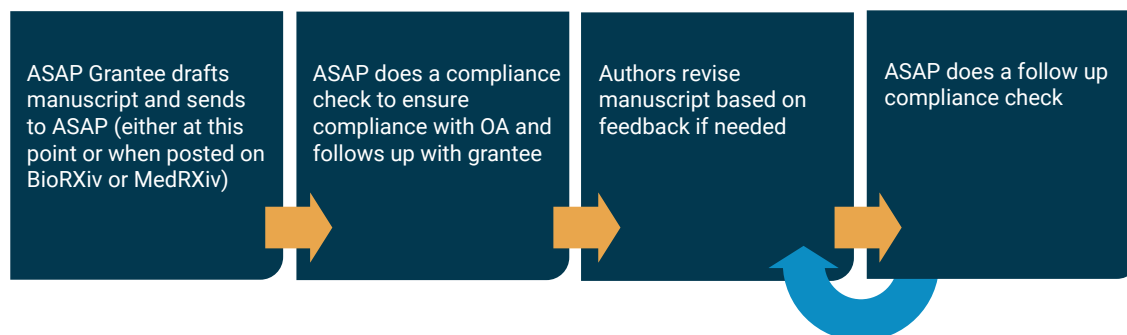 ASAP Grantee drafts
manuscript and sends
to ASAP (either at this
point or when posted on
BioRXiv or MedRXiv)
ASAP does a compliance
check to ensure
compliance with OA and
follows up with grantee
Authors revise
manuscript based on
feedback if needed
ASAP does a follow up
compliance check